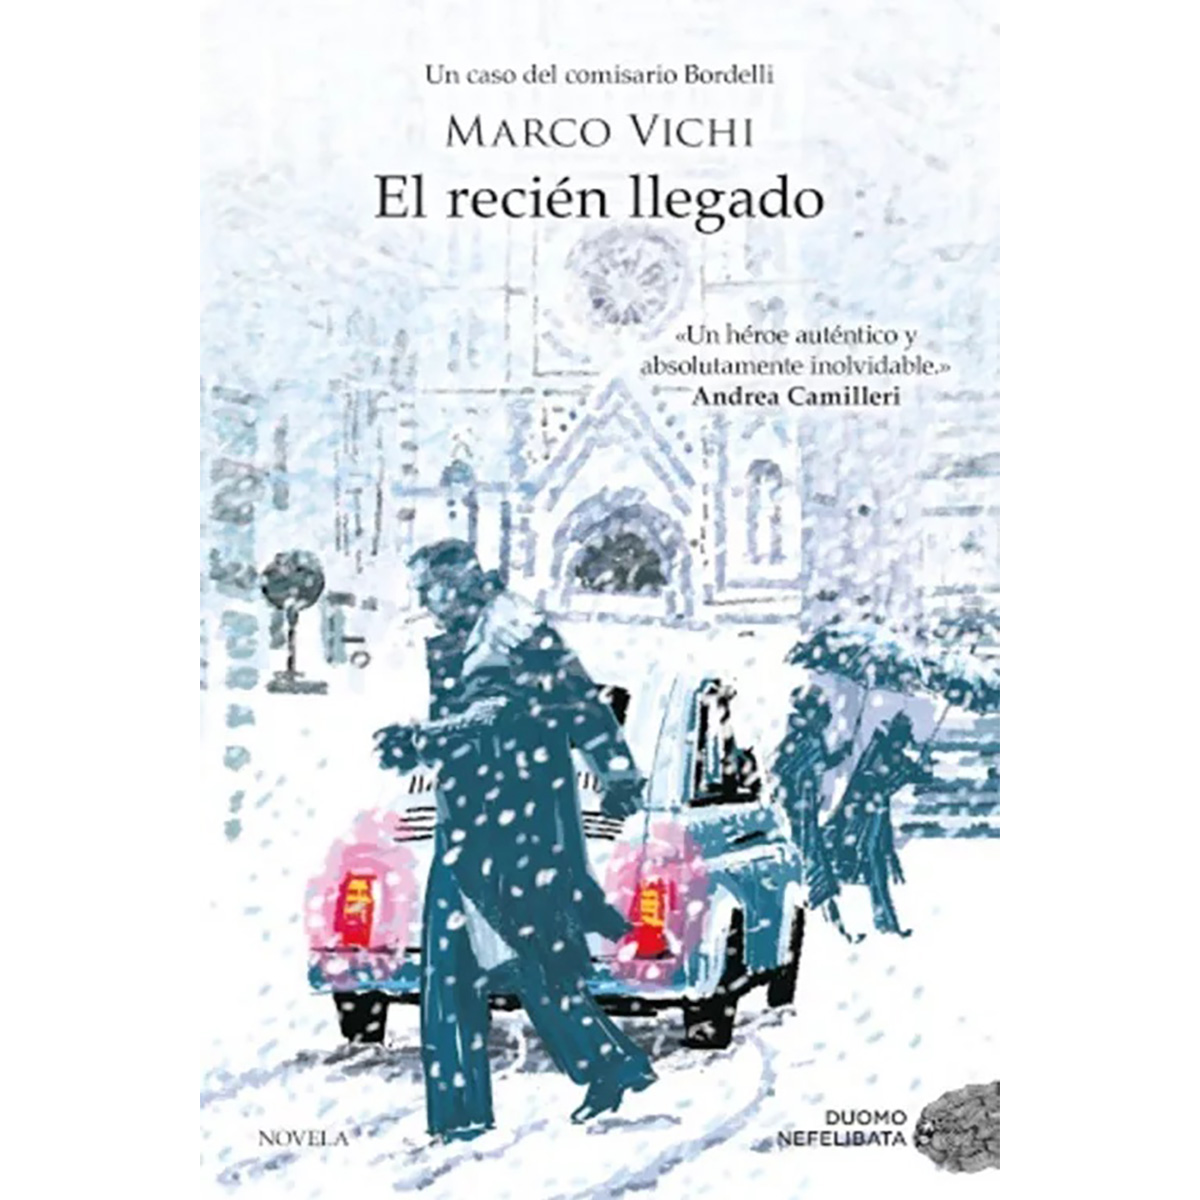 Un caso del comisario Bordelli
MARCO VICHI
El recién llegado
«Un héroe auténtico y
absolutamente inolvidable.»
Andrea Camilleri
NOVELA
DUOMO
NEFELIBATA